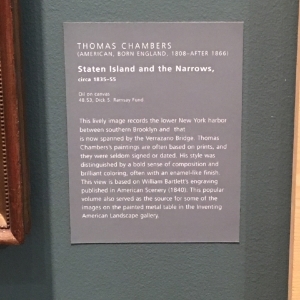 THOMAS CHAMBERS
(AMERICAN, BORN ENGLAND, 1808–AFTER 1866)
Staten Island and the Narrows,
circa 1835–55
Oil on canvas
48.53, Dick S. Ramsay Fund
This lively image records the lower New York harbor
between southern Brooklyn and that
is now spanned by the Verrazano Bridge. Thomas
Chambers's paintings are often based on prints, and
they were seldom signed or dated. His style was
distinguished by a bold sense of composition and
brilliant coloring, often with an enamel-like finish.
This view is based on William Bartlett's engraving
published in American Scenery (1840). This popular
volume also served as the source for some of the
images on the painted metal table in the Inventing
American Landscape gallery.